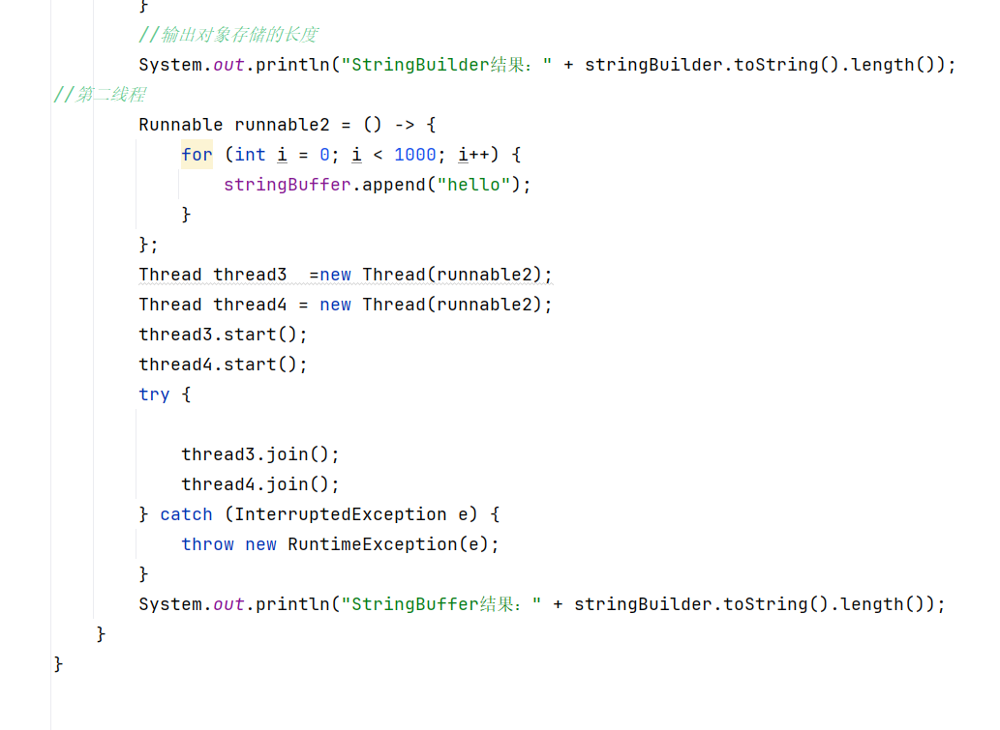 }
//输出对象存储的长度
System.out.println("StringBuilder结果：" + stringBuilder.toString().length());
//第二线程
Runnable runnable2 = () -> {
for (int i = 0; i < 1000; i++) {
stringBuffer.append("hello");
}
};
Thread thread3  =new Thread(runnable2);
Thread thread4 = new Thread(runnable2);
thread3.start();
thread4.start();
try {
thread3.join();
thread4.join();
} catch (InterruptedException e) {
throw new RuntimeException(e);
}
System.out.println("StringBuffer结果：" + stringBuilder.toString().length());
}
}